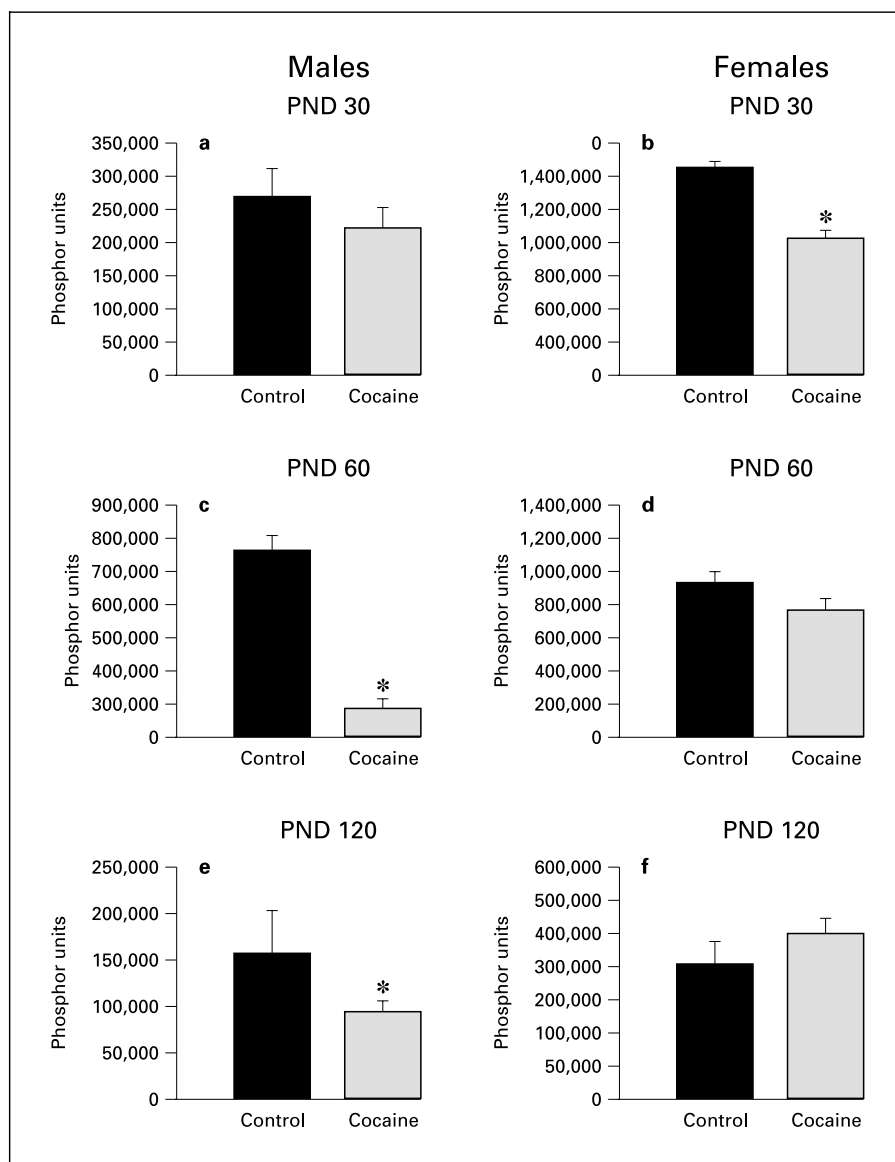 Males
PND 30
a
350,000
300,000
250,000
200,000
150,000
100,000
50,000
0
Phosphor units
Control Cocaine
Females
PND 30
b
0
1,400,000
1,200,000
1,000,000
800,000
600,000
400,000
0
Phosphor units
*
Control Cocaine
PND 60
c
900,000
800,000
700,000
600,000
500,000
400,000
300,000
0
Phosphor units
*
Control Cocaine
PND 60
d
1,400,000
1,200,000
1,000,000
800,000
600,000
400,000
200,000
0
Phosphor units
Control Cocaine
PND 120
e
250,000
200,000
150,000
100,000
50,000
0
Phosphor units
*
Control Cocaine
PND 120
f
600,000
500,000
400,000
300,000
200,000
100,000
50,000
0
Phosphor units
Control Cocaine